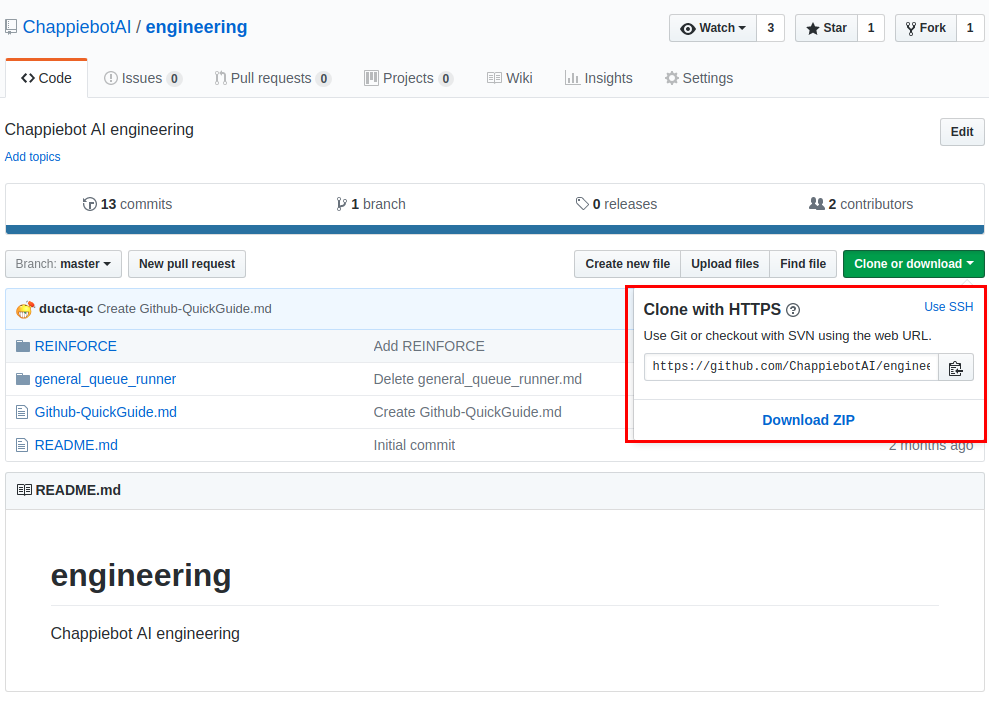 ChappiebotAI / engineering
Watch 3 Star 1 Fork 1
Code Issues 0 Pull requests 0 Projects 0 Wiki Insights Settings
Chappiebot AI engineering
Edit
Add topics
13 commits 1 branch 0 releases 2 contributors
Branch: master New pull request Create new file Upload files Find file Clone or download
ducta-qc Create Github-QuickGuide.md
REINFORCE Add REINFORCE
general_queue_runner Delete general_queue_runner.md
Github-QuickGuide.md Create Github-QuickGuide.md
README.md Initial commit 2 months ago
Clone with HTTPS ? Use SSH
Use Git or checkout with SVN using the web URL.
https://github.com/ChappiebotAI/enginee
Download ZIP
README.md
engineering
Chappiebot AI engineering